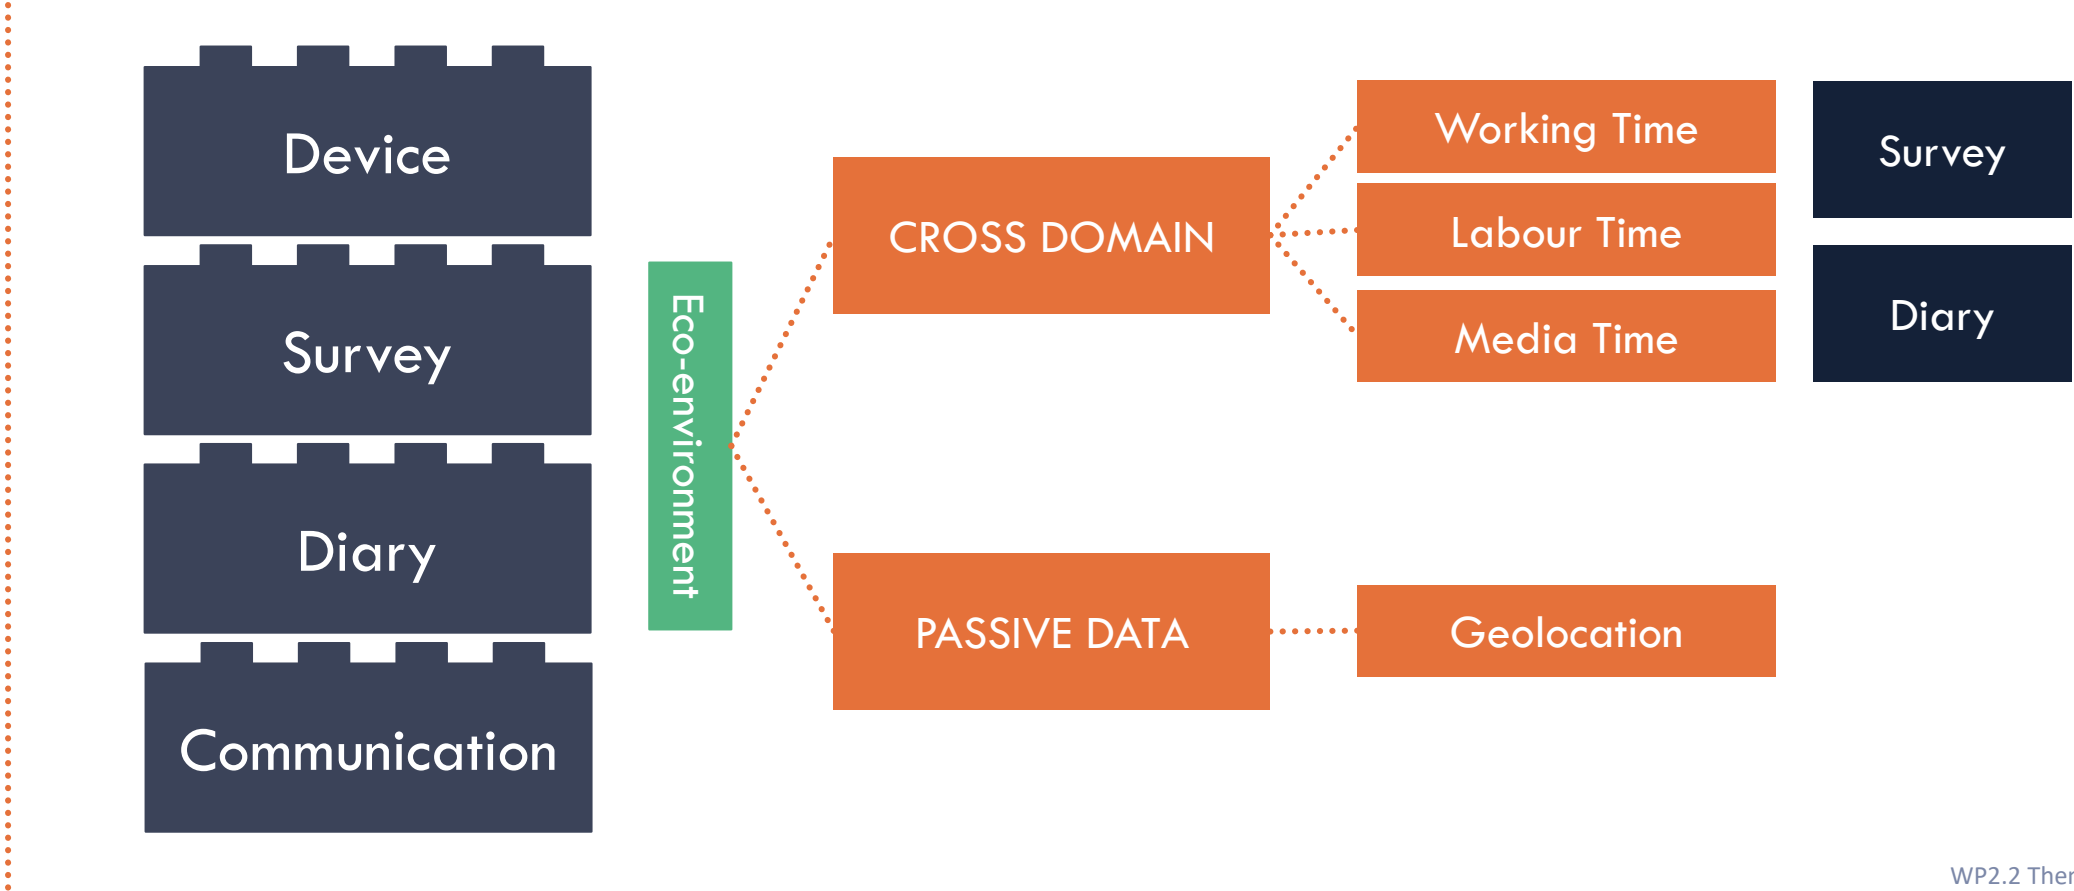 Device
Survey
Diary
Communication
Eco-environment
CROSS DOMAIN
PASSIVE DATA
Working Time
Labour Time
Media Time
Geolocation
Survey
Diary
WP2.2